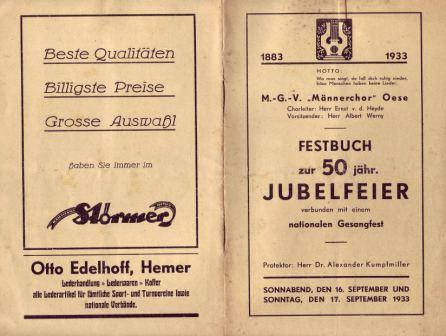 Beste Qualitäten
Billigste Preise
Grosse Auswahl
haben Sie immer im
Störmer
Otto Edelhoff, Hemer
Lederhandlung • Lederwaren • Koffer
alle Lederartikel für sämtliche Sport- und Turnvereine sowie
nationale Verbände.
1883 1933
MOTTO:
Wo man singt, da laß dich ruhig nieder,
böse Menschen haben keine Lieder.
M.-G.-V. „Männerchor" Oese
Chorleiter: Herr Ernst v. d. Heyde
Vorsitzender: Herr Albert Werny
FESTBUCH
zur 50 jähr.
JUBELFEIER
verbunden mit einem
nationalen Gesangfest
Protektor: Herr Dr. Alexander Kumpfmiller
SONNABEND, DEN 16. SEPTEMBER UND
SONNTAG, DEN 17. SEPTEMBER 1933